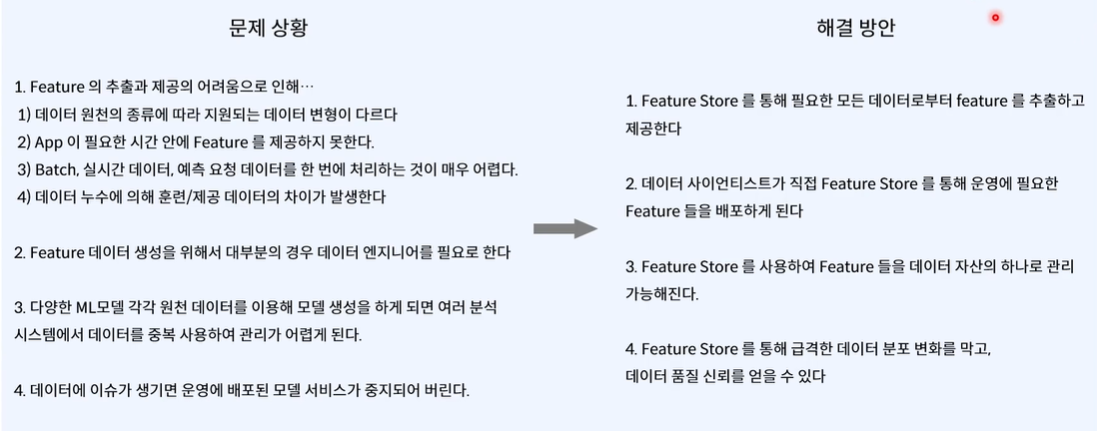 문제 상황
1. Feature 의 추출과 제공의 어려움으로 인해…
1) 데이터 원천의 종류에 따라 지원되는 데이터 변형이 다르다
2) App 이 필요한 시간 안에 Feature 를 제공하지 못한다.
3) Batch, 실시간 데이터, 예측 요청 데이터를 한 번에 처리하는 것이 매우 어렵다.
4) 데이터 누수에 의해 훈련/제공 데이터의 차이가 발생한다
2. Feature 데이터 생성을 위해서 대부분의 경우 데이터 엔지니어를 필요로 한다
3. 다양한 ML모델 각각 원천 데이터를 이용해 모델 생성을 하게 되면 여러 분석
시스템에서 데이터를 중복 사용하여 관리가 어렵게 된다.
4. 데이터에 이슈가 생기면 운영에 배포된 모델 서비스가 중지되어 버린다.
해결 방안
1. Feature Store 를 통해 필요한 모든 데이터로부터 feature 를 추출하고
제공한다
2. 데이터 사이언티스트가 직접 Feature Store 를 통해 운영에 필요한
Feature 들을 배포하게 된다
3. Feature Store 를 사용하여 Feature 들을 데이터 자산의 하나로 관리
가능해진다.
4. Feature Store 를 통해 급격한 데이터 분포 변화를 막고,
데이터 품질 신뢰를 얻을 수 있다